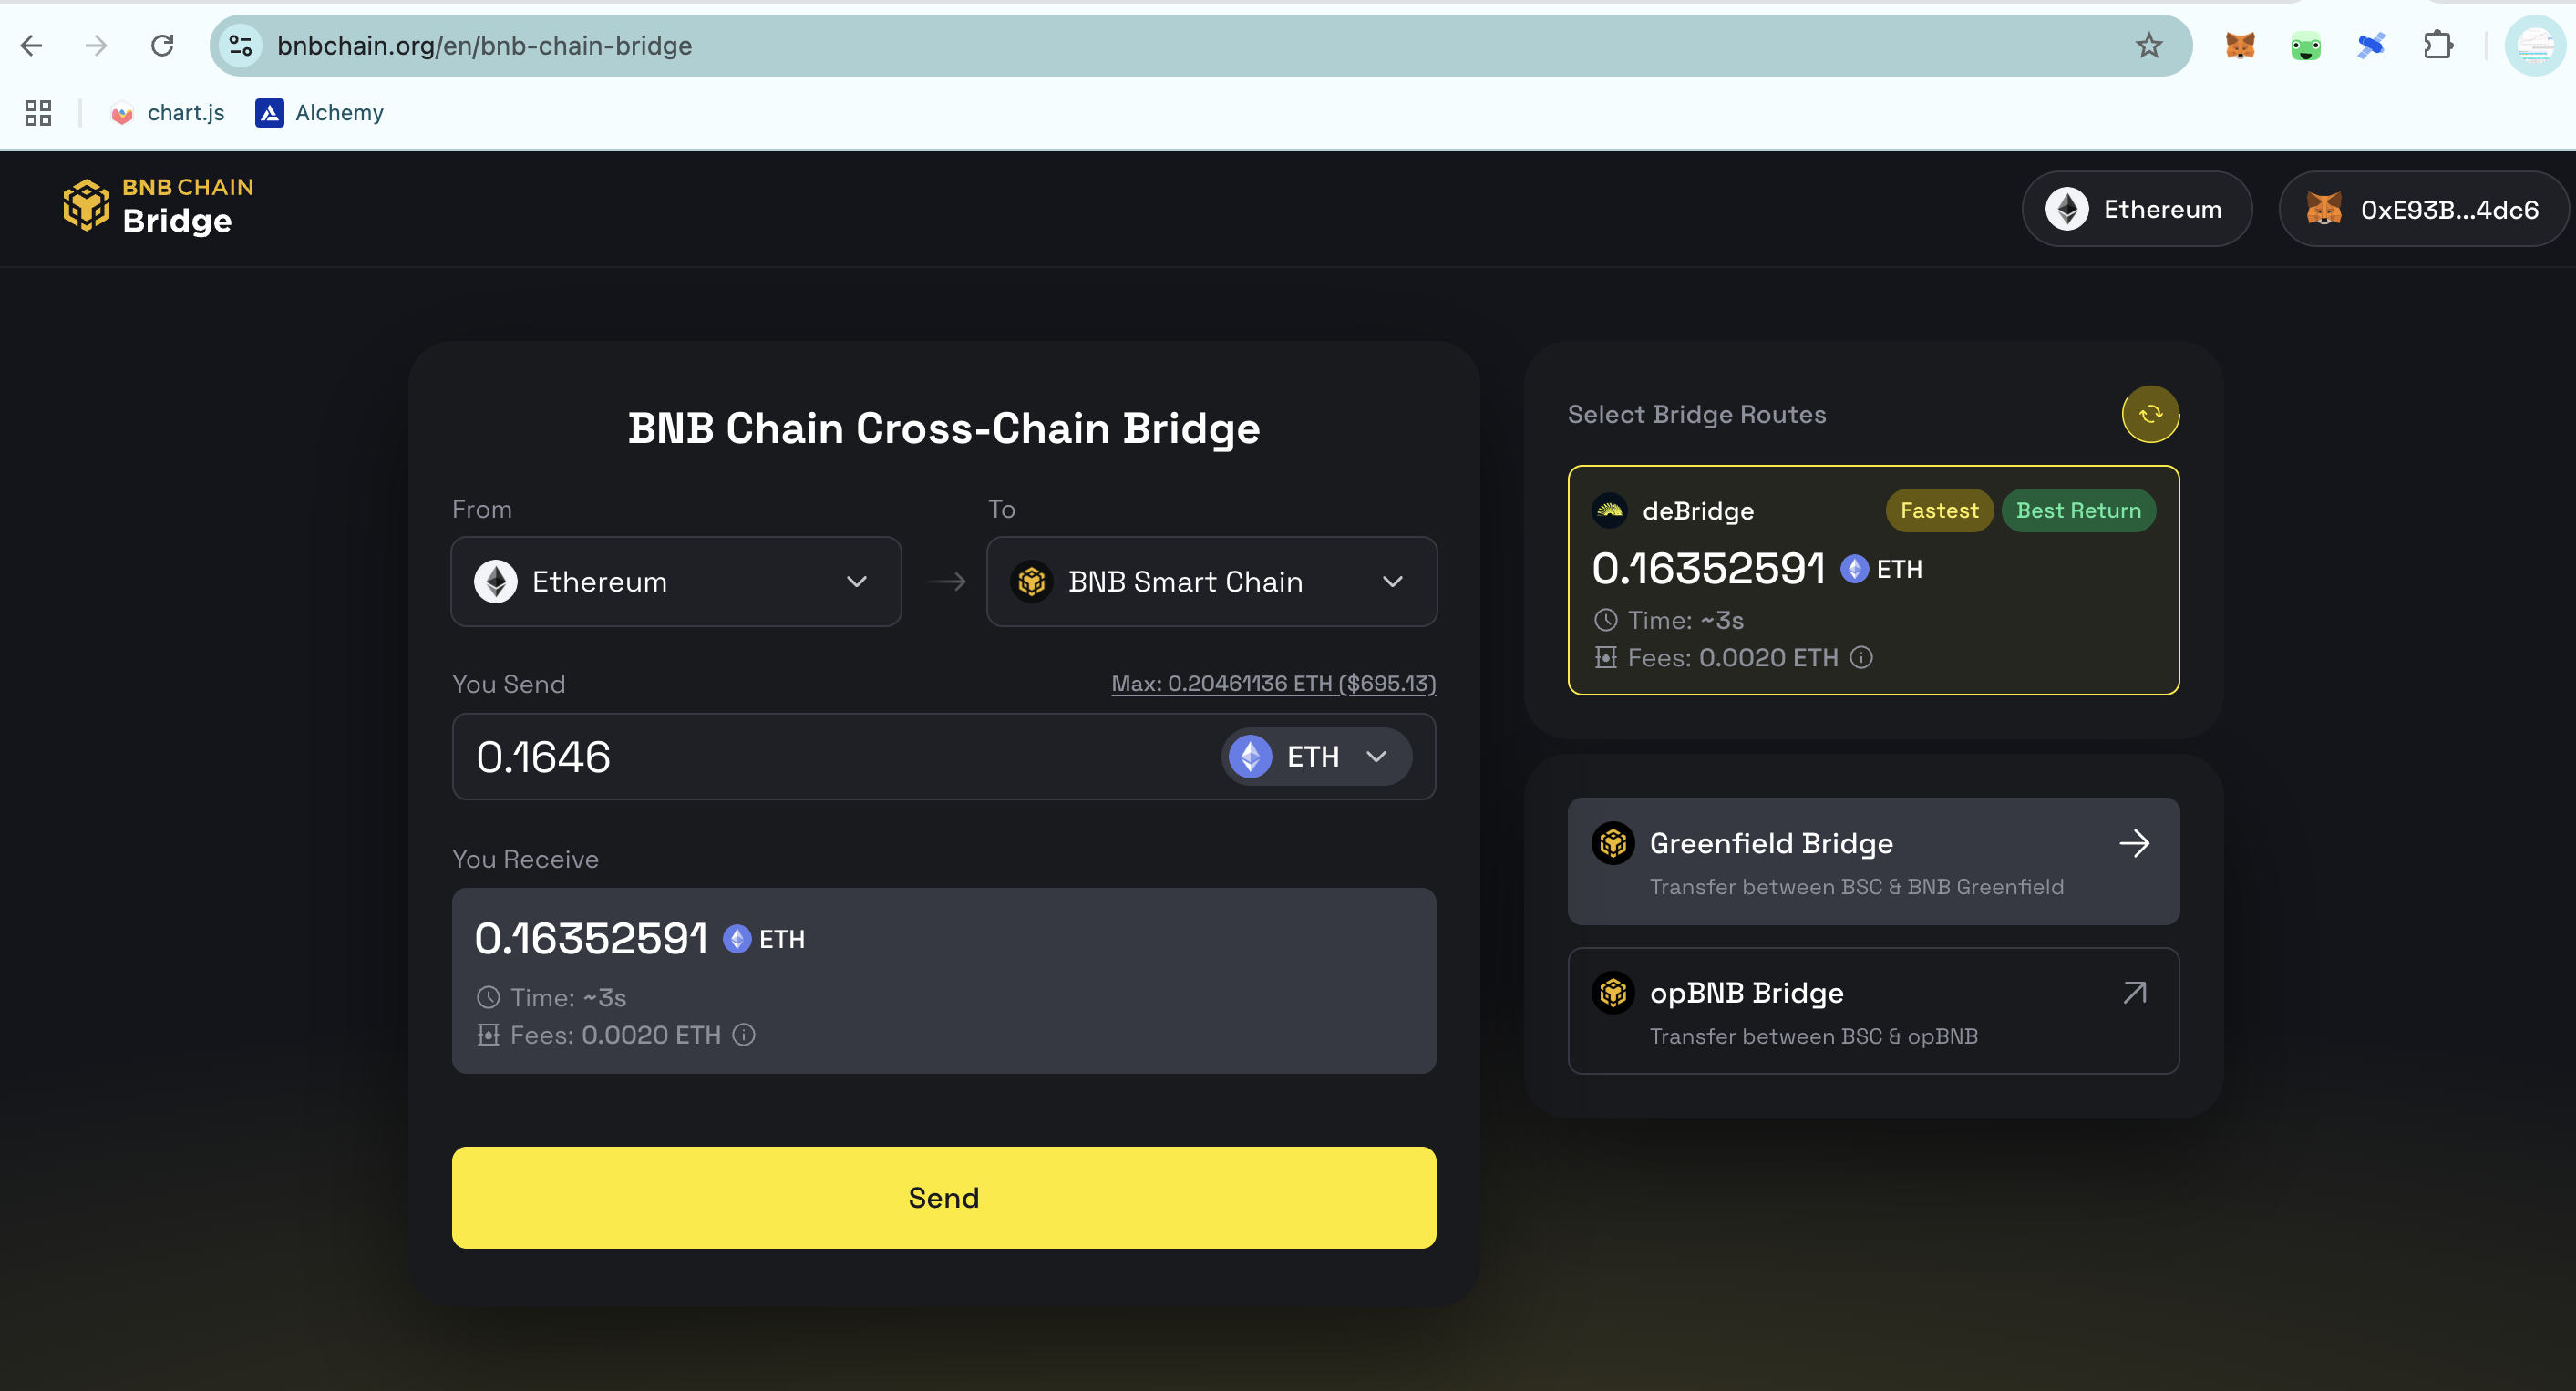 bnbchain.org/en/bnb-chain-bridge
chart.js
Alchemy
BNB CHAIN
Bridge
Ethereum
0xE93B...4dc6
BNB Chain Cross-Chain Bridge
From
To
Ethereum
BNB Smart Chain
You Send
Max: 0.20461136 ETH ($695.13)
0.1646
ETH
You Receive
0.16352591 ETH
Time: ~3s
Fees: 0.0020 ETH
Send
Select Bridge Routes
deBridge
Fastest
Best Return
0.16352591 ETH
Time: ~3s
Fees: 0.0020 ETH
Greenfield Bridge
Transfer between BSC & BNB Greenfield
opBNB Bridge
Transfer between BSC & opBNB